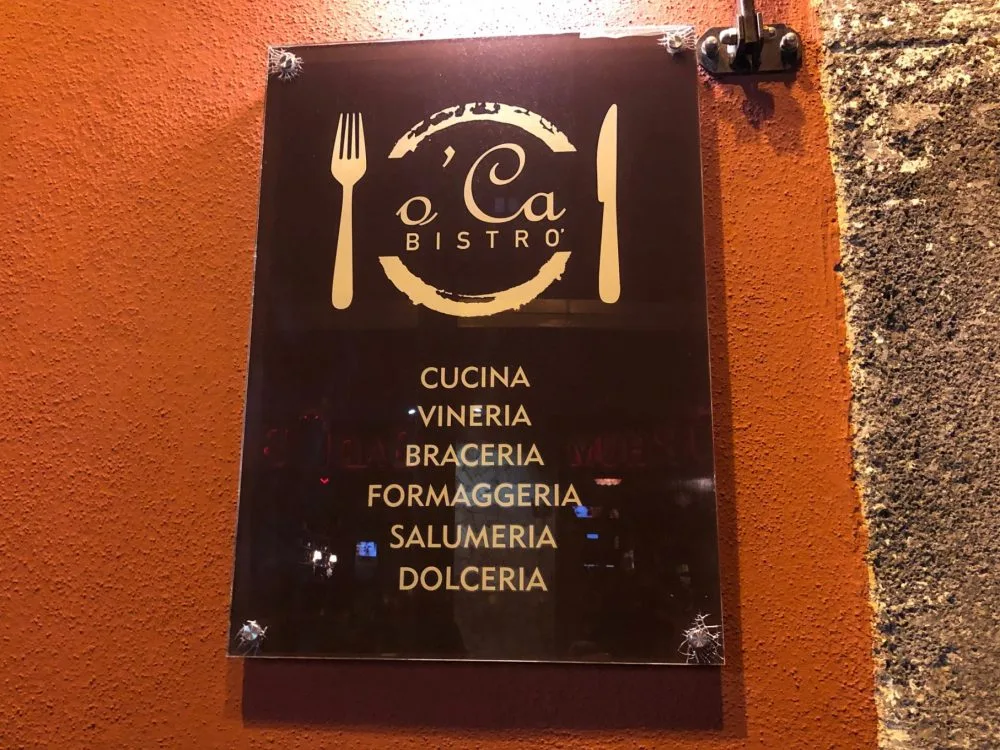 o'Ca
BISTRO'
CUCINA
VINERIA
BRACERIA
FORMAGGERIA
SALUMERIA
DOLCERIA